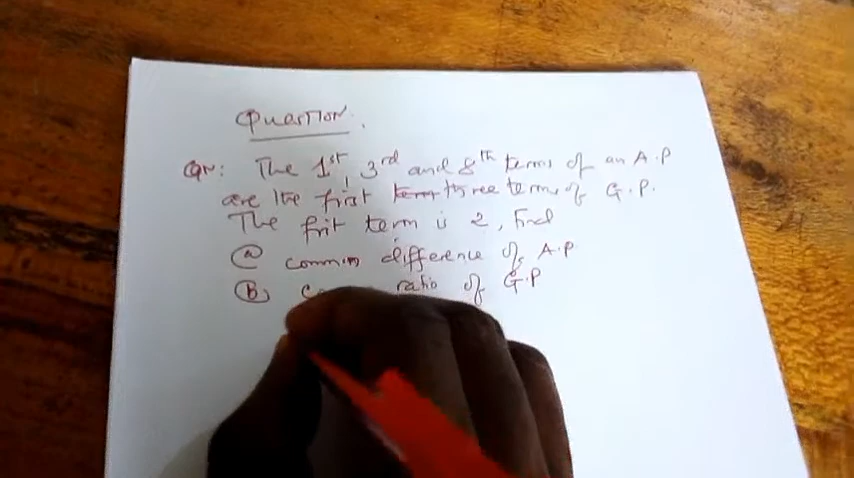 Question.
Qn: The 1st, 3rd and 8th terms of an A.P
are the first three terms of G.P.
The first term is 2, Find
(a) common difference of A.P
(b) ratio of G.P